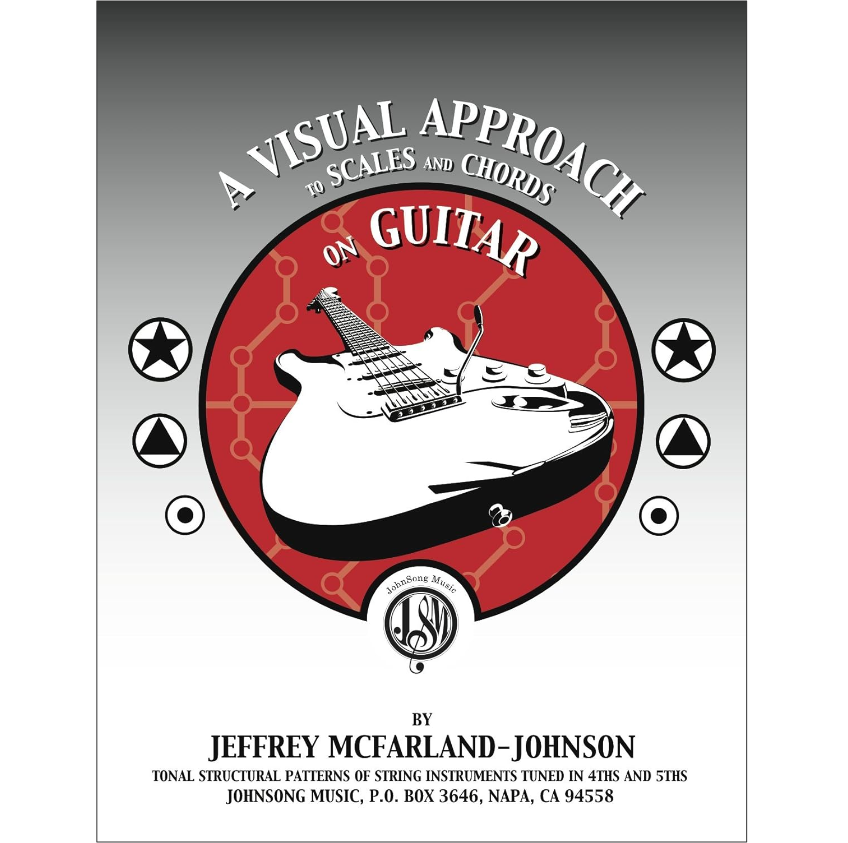 A VISUAL APPROACH
TO SCALES AND CHORDS
ON GUITAR
JohnSong Music
JSM
BY
JEFFREY MCFARLAND-JOHNSON
TONAL STRUCTURAL PATTERNS OF STRING INSTRUMENTS TUNED IN 4THS AND 5THS
JOHNSONG MUSIC, P.O. BOX 3646, NAPA, CA 94558